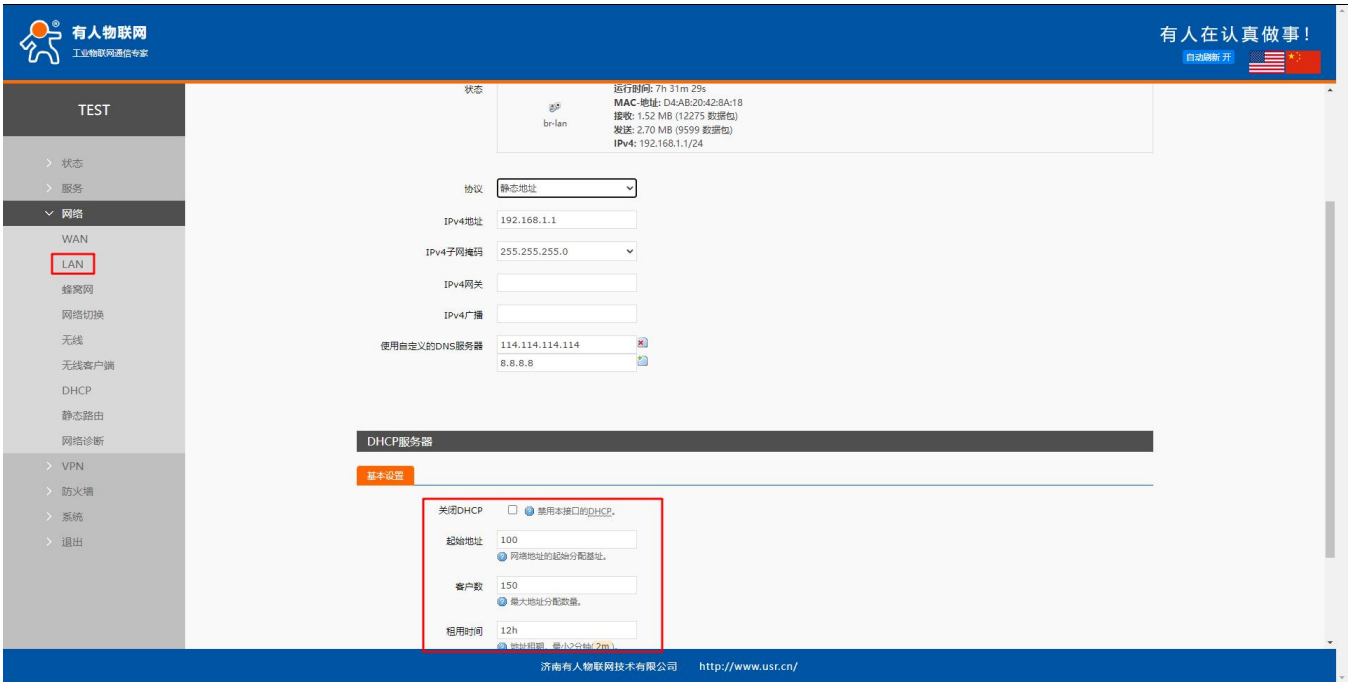 有人物联网
工业物联网通信专家
有人在认真做事！
自动刷新 开
TEST
状态
服务
网络
WAN
LAN
蜂窝网
网络切换
无线
无线客户端
DHCP
静态路由
网络诊断
VPN
防火墙
系统
退出
状态
br-lan
运行时间: 7h 31m 29s
MAC-地址: D4:AB:20:42:8A:18
接收: 1.52 MB (12275 数据包)
发送: 2.70 MB (9599 数据包)
IPv4: 192.168.1.1/24
协议 静态地址
IPv4地址 192.168.1.1
IPv4子网掩码 255.255.255.0
IPv4网关
IPv4广播
使用自定义的DNS服务器 114.114.114.114
8.8.8.8
DHCP服务器
基本设置
关闭DHCP 禁用本接口的DHCP。
起始地址 100
网络地址的起始分配基址。
客户数 150
最大地址分配数量。
租用时间 12h
地址租期，最小2分钟(2m)。
济南有人物联网技术有限公司 http://www.usr.cn/